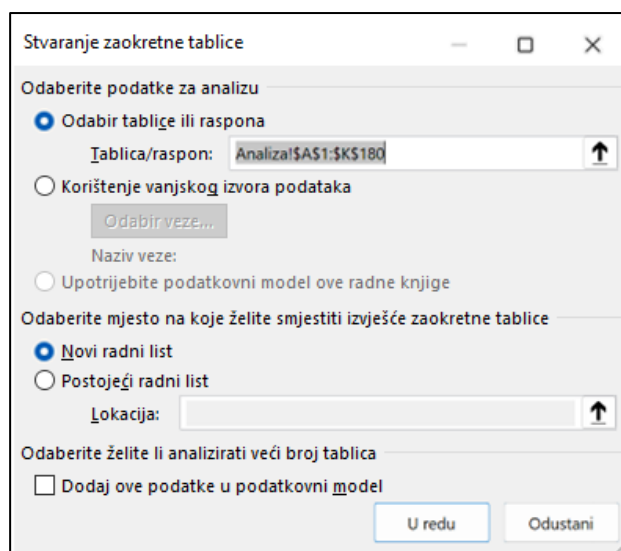 Stvaranje zaokretne tablice
Odaberite podatke za analizu
Odabir tablice ili raspona
Tablica/raspon: Analiza!$A$1:$K$180
Korištenje vanjskog izvora podataka
Odabir veze...
Naziv veze:
Upotrijebite podatkovni model ove radne knjige
Odaberite mjesto na koje želite smjestiti izvješće zaokretne tablice
Novi radni list
Postojeći radni list
Lokacija:
Odaberite želite li analizirati veći broj tablica
Dodaj ove podatke u podatkovni model
U redu Odustani